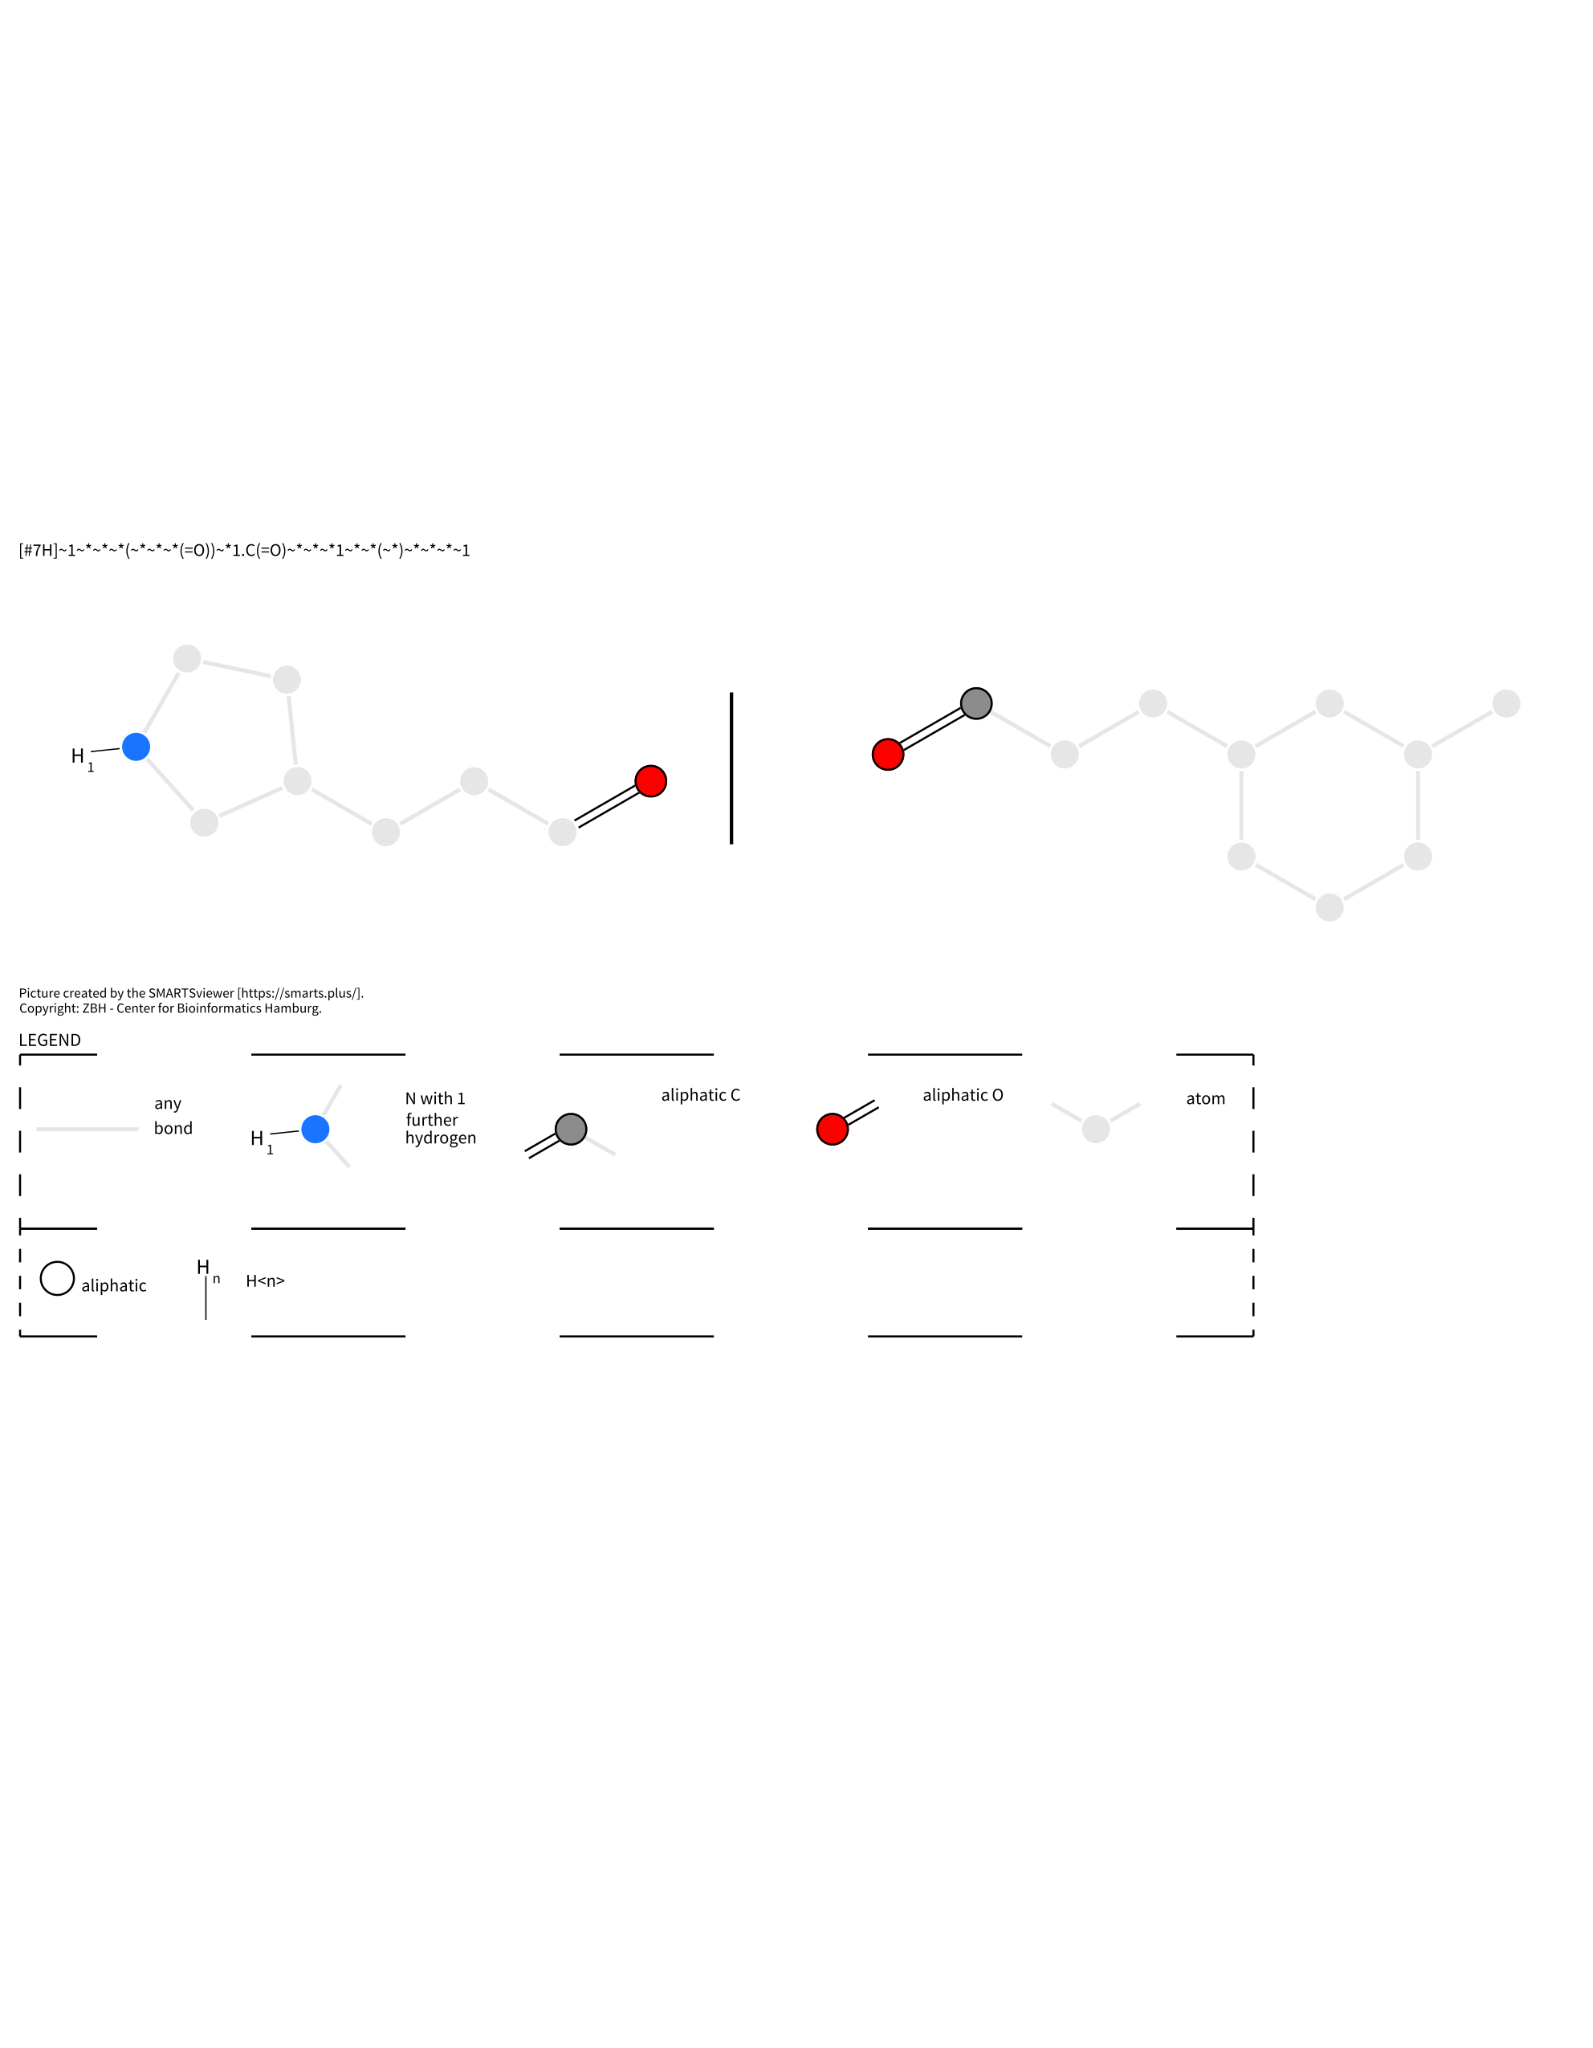 [#7H]~1~*~*~*(~*~*~*(=O))~*1.C(=O)~*~*~*1~*~*(~*)~*~*~*~1
H
1
Picture created by the SMARTSviewer [https://smarts.plus/].
Copyright: ZBH - Center for Bioinformatics Hamburg.
LEGEND
any
bond
H
1
N with 1
further
hydrogen
aliphatic C
aliphatic O
atom
aliphatic
H
n
H<n>